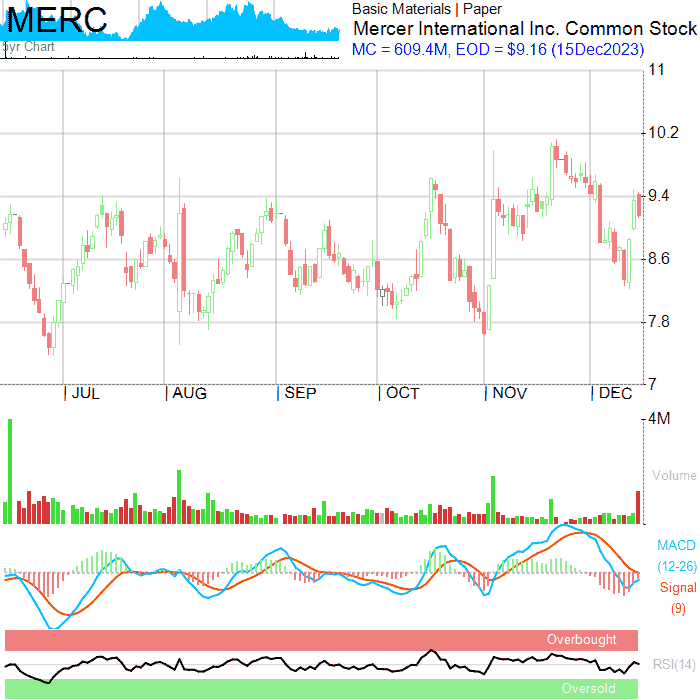 MERC
5yr Chart
Basic Materials | Paper
Mercer International Inc. Common Stock
MC = 609.4M, EOD = $9.16 (15Dec2023)
11
10.2
9.4
8.6
7.8
7
| JUL | AUG | SEP | OCT | NOV | DEC
4M
Volume
MACD
(12-26)
Signal
(9)
Overbought
RSI(14)
Oversold